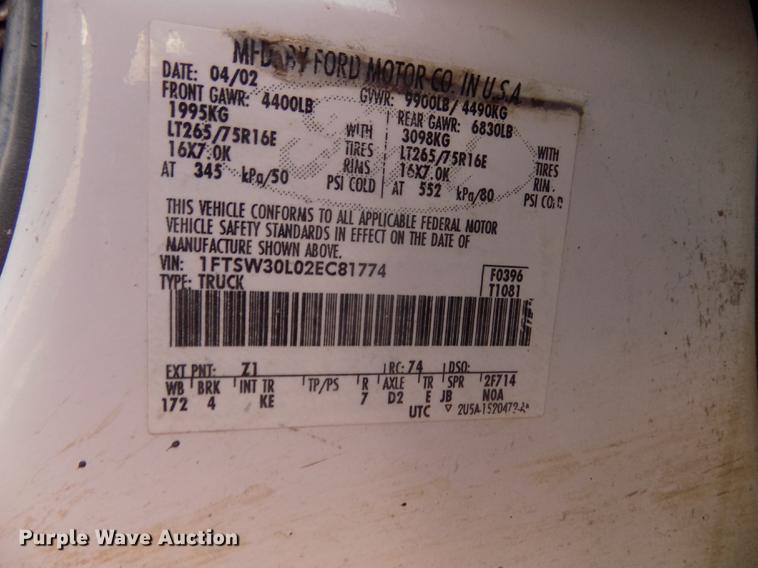 MFD. BY FORD MOTOR CO. IN U.S.A.
DATE: 04/02 GVWR: 9900LB/ 4490KG
FRONT GAWR: 4400LB REAR GAWR: 6830LB
1995KG 3098KG
LT265/75R16E WITH TIRES LT265/75R16E WITH TIRES
16X7.0K RIMS 16X7.0K RIM
AT 345 kPa/50 PSI COLD AT 552 kPa/80 PSI COLD
THIS VEHICLE CONFORMS TO ALL APPLICABLE FEDERAL MOTOR
VEHICLE SAFETY STANDARDS IN EFFECT ON THE DATE OF
MANUFACTURE SHOWN ABOVE.
VIN: 1FTSW30L02EC81774 F0396
TYPE: TRUCK T1081
EXT PNT: Z1 RC: 74 DSO:
WB BRK INT TR TP/PS R AXLE TR SPR 2F714
172 4 KE 7 D2 E JB NOA
UTC ▽ 2U5A-1520472-AA
Purple Wave Auction